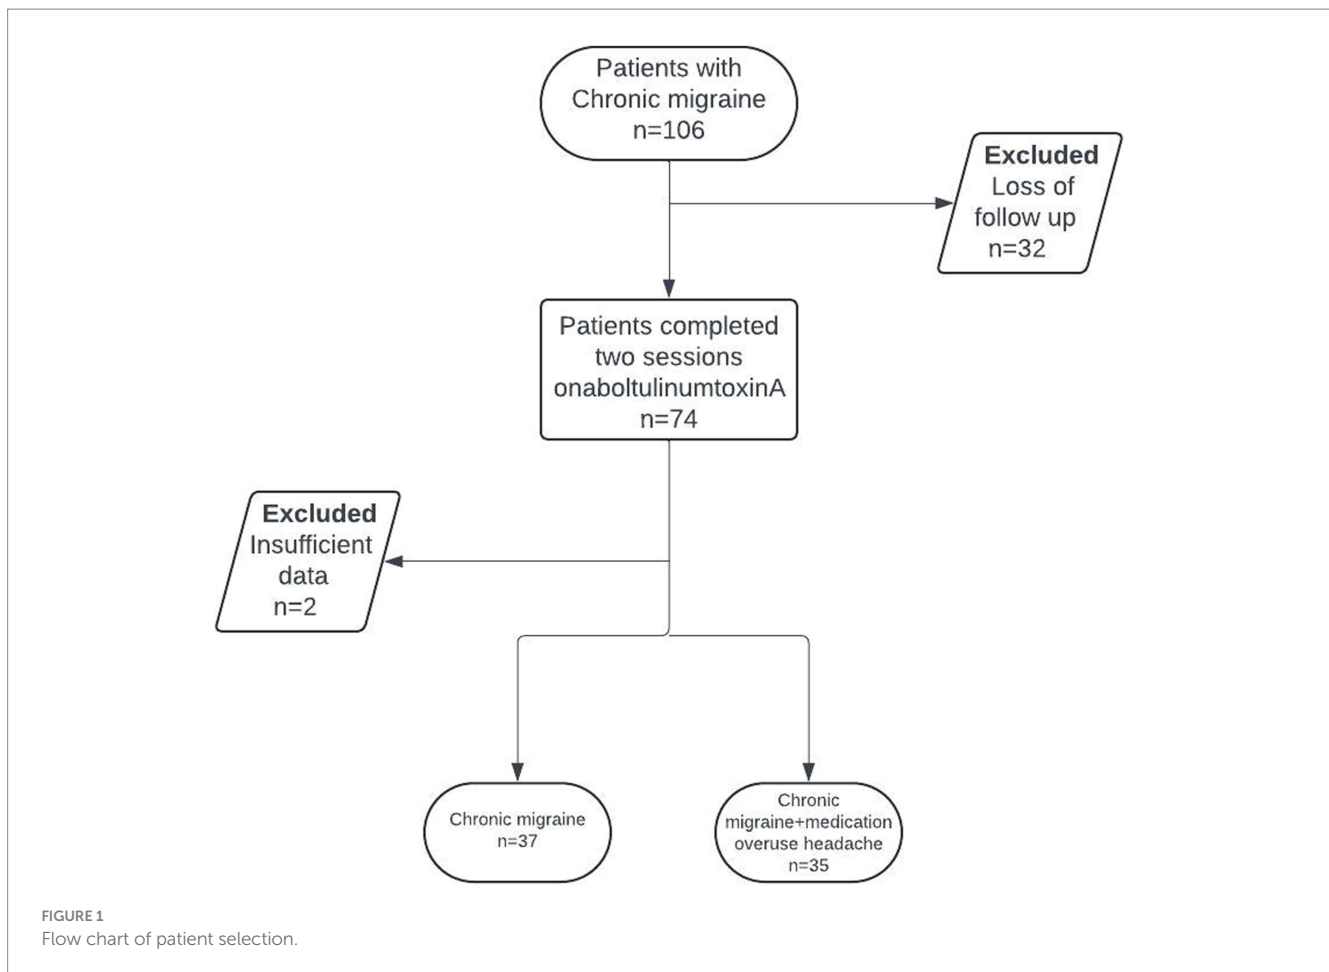 Patients with
Chronic migraine
n=106
Excluded
Loss of
follow up
n=32
Patients completed
two sessions
onaboltulinumtoxinA
n=74
Excluded
Insufficient
data
n=2
Chronic migraine
n=37
Chronic
migraine+medication
overuse headache
n=35
FIGURE 1
Flow chart of patient selection.